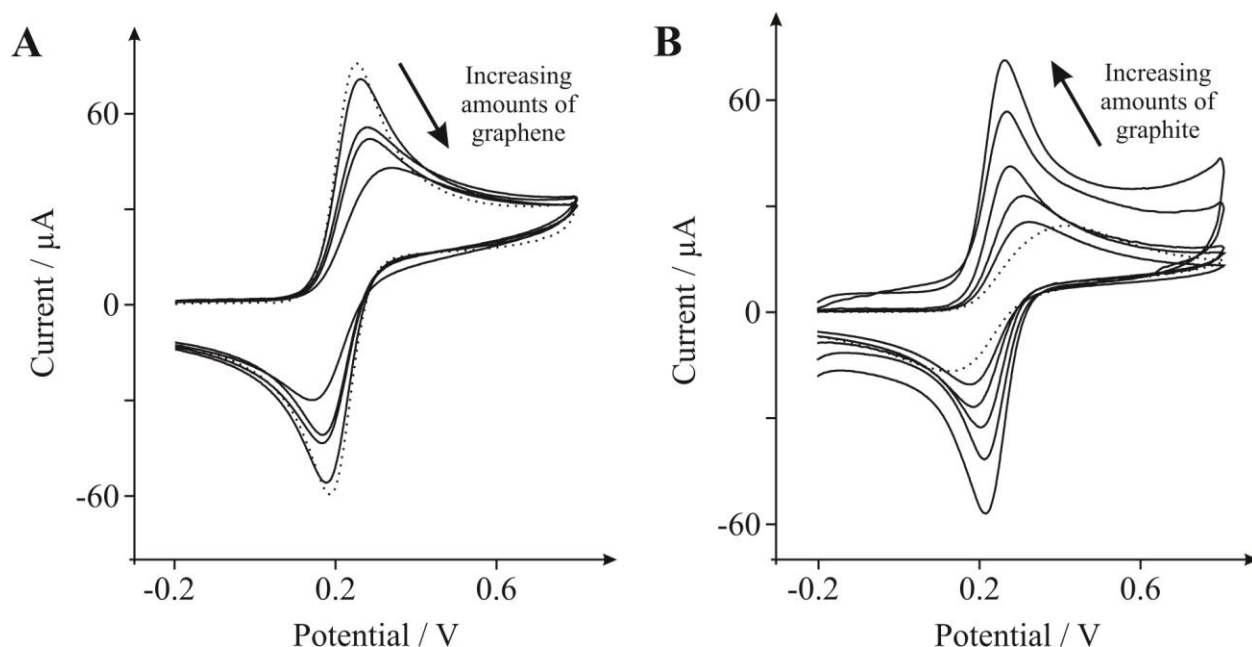 A
Increasing
amounts of
graphene
60
0
-60
Current / µA
-0.2
0.2
0.6
Potential / V
B
Increasing
amounts of
graphite
60
0
-60
Current / µA
-0.2
0.2
0.6
Potential / V